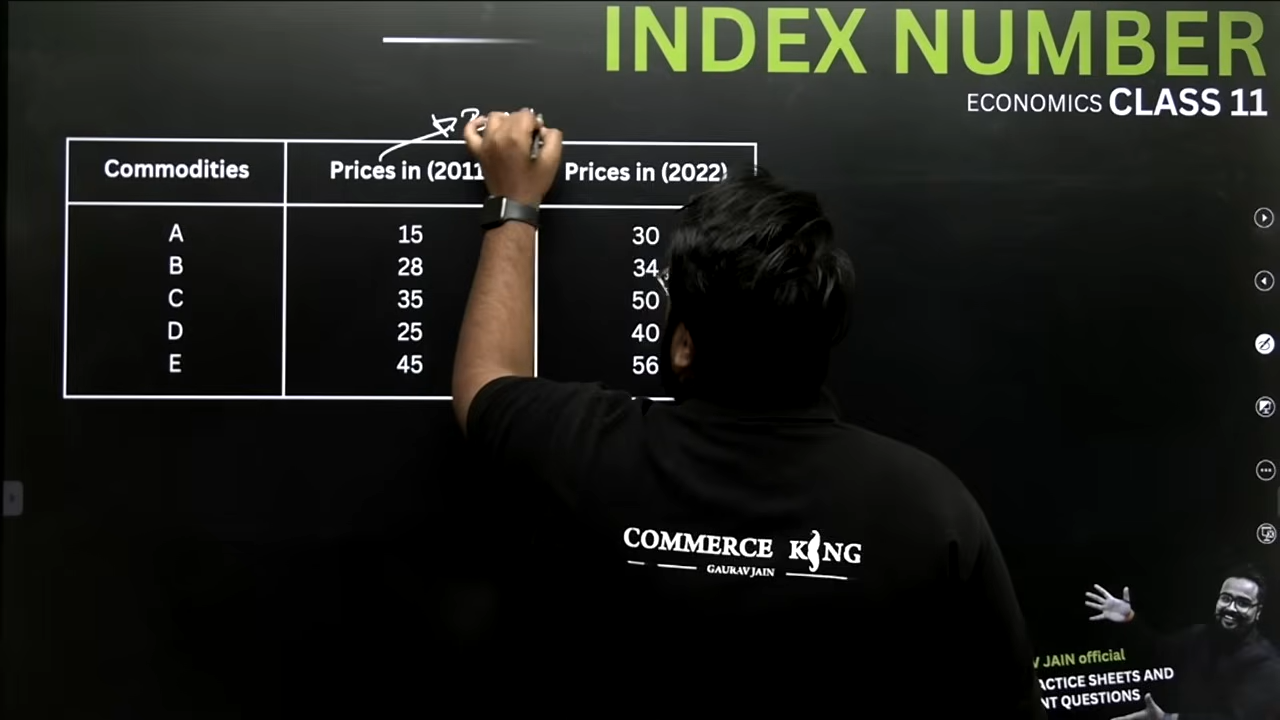 INDEX NUMBER
ECONOMICS CLASS 11
Commodities Prices in (2011 Prices in (2022)
A 15 30
B 28 34
C 35 50
D 25 40
E 45 56
COMMERCE KING
GAURAV JAIN
V JAIN official
ACTICE SHEETS AND
NT QUESTIONS